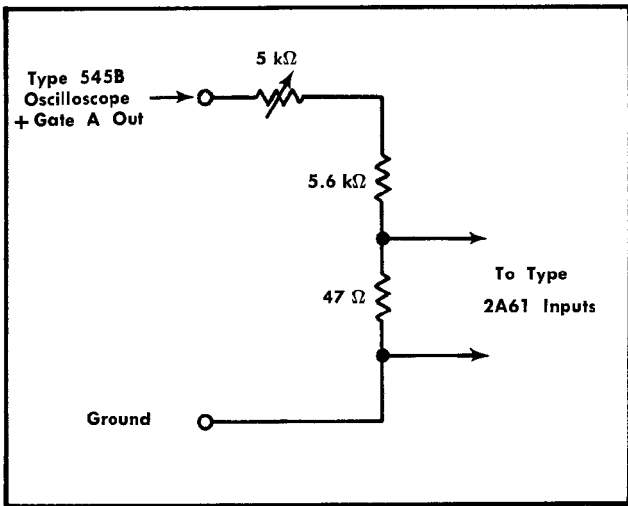 5 kΩ
Type 545B
Oscilloscope
+ Gate A Out
5.6 kΩ
To Type
47 Ω
2A61 Inputs
Ground